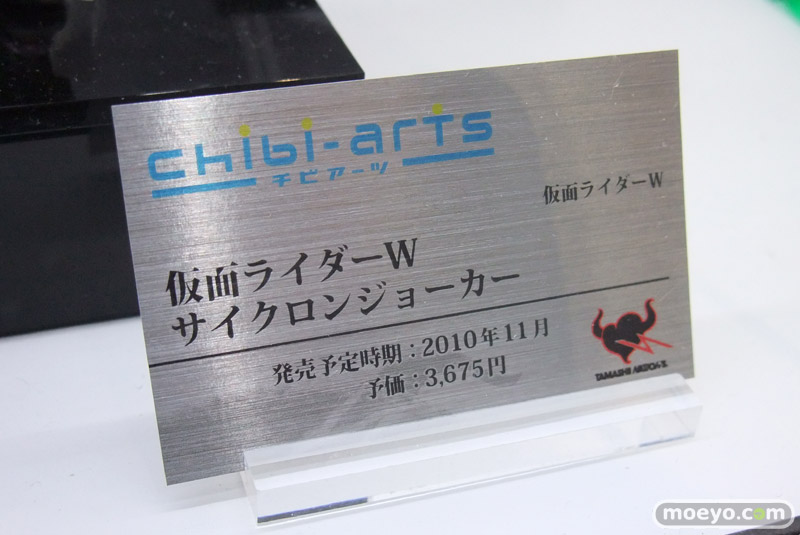 chibi-arts
チビアーツ
仮面ライダーW
仮面ライダーW
サイクロンジョーカー
発売予定時期：2010年11月
予価：3,675円
moeyo.com